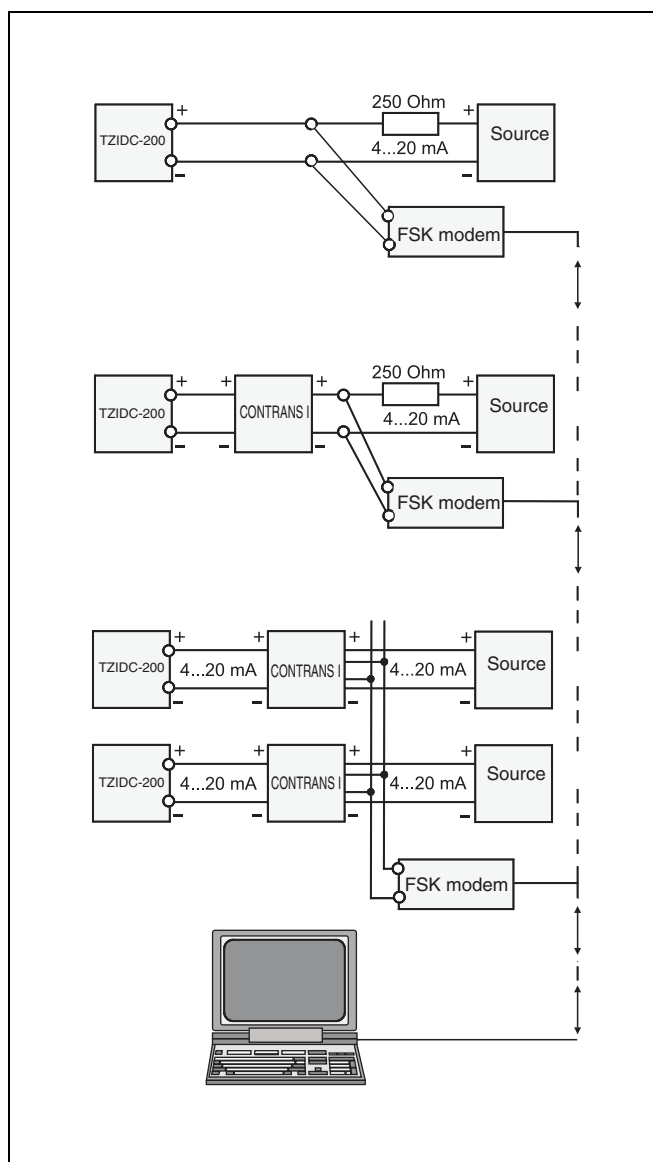 250 Ohm
+ +
TZIDC-200 Source
4...20 mA
− −
FSK modem
250 Ohm
+ + + +
TZIDC-200 CONTRANS I Source
4...20 mA
− − − −
FSK modem
+ + +
TZIDC-200 4...20 mA CONTRANS I 4...20 mA Source
− − − −
+ + + +
TZIDC-200 4...20 mA CONTRANS I 4...20 mA Source
− − − −
FSK modem